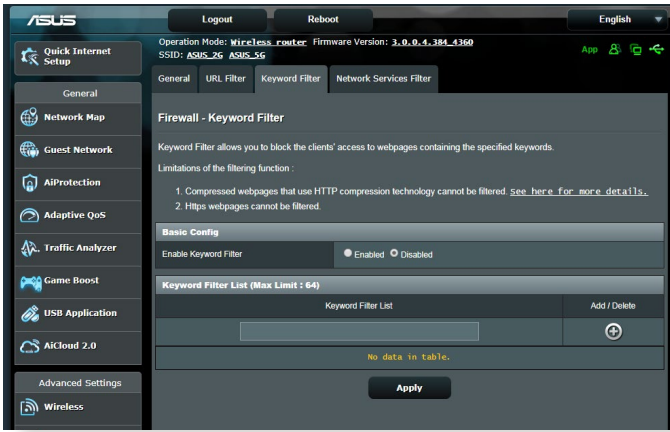 ASUS
Logout
Reboot
English
Quick Internet
Setup
Operation Mode: Wireless router Firmware Version: 3.0.0.4.384_4360
SSID: ASUS_2G ASUS_5G
App
General
URL Filter
Keyword Filter
Network Services Filter
General
Network Map
Guest Network
AiProtection
Adaptive QoS
Traffic Analyzer
Game Boost
USB Application
AiCloud 2.0
Advanced Settings
Wireless
Firewall - Keyword Filter
Keyword Filter allows you to block the clients' access to webpages containing the specified keywords.
Limitations of the filtering function :
1. Compressed webpages that use HTTP compression technology cannot be filtered. See here for more details.
2. Https webpages cannot be filtered.
Basic Config
Enable Keyword Filter
Enabled Disabled
Keyword Filter List (Max Limit : 64)
Keyword Filter List
Add / Delete
No data in table.
Apply